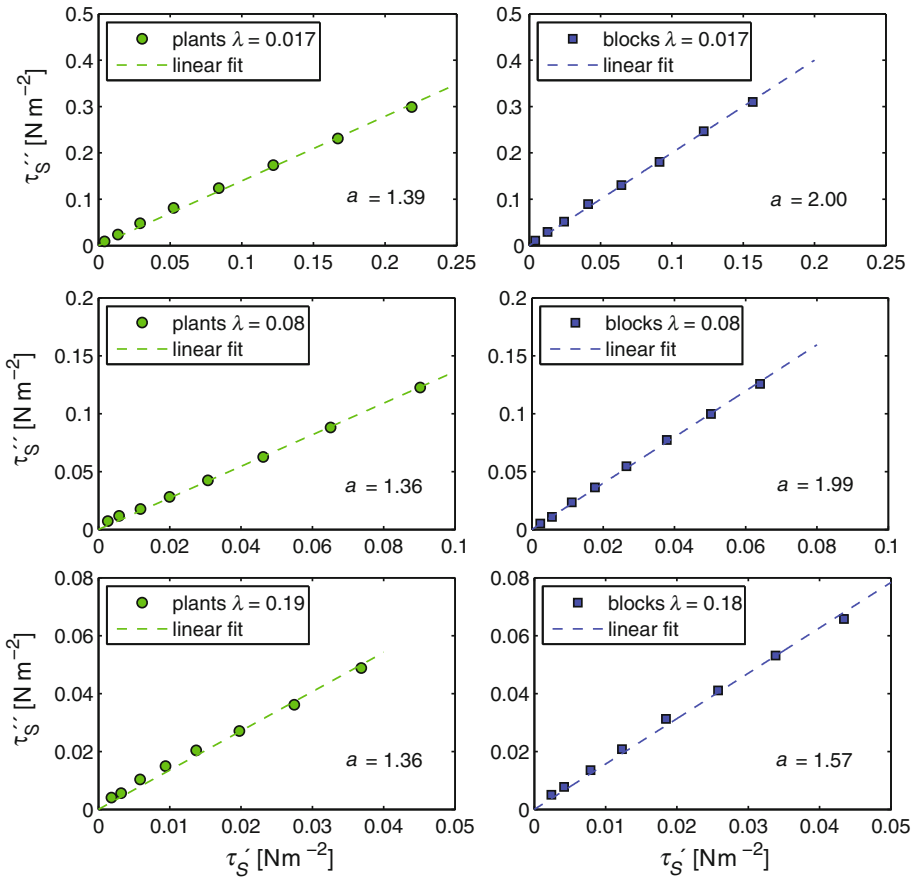 0.5
0.4
0.3
0.2
0.1
0
τS´´ [N m−2]
plants λ = 0.017
linear fit
a = 1.39
0 0.05 0.1 0.15 0.2 0.25
0.5
0.4
0.3
0.2
0.1
0
blocks λ = 0.017
linear fit
a = 2.00
0 0.05 0.1 0.15 0.2 0.25
0.2
0.15
0.1
0.05
0
τS´´ [N m−2]
plants λ = 0.08
linear fit
a = 1.36
0 0.02 0.04 0.06 0.08 0.1
0.2
0.15
0.1
0.05
0
blocks λ = 0.08
linear fit
a = 1.99
0 0.02 0.04 0.06 0.08 0.1
0.08
0.06
0.04
0.02
0
τS´´ [N m−2]
plants λ = 0.19
linear fit
a = 1.36
0 0.01 0.02 0.03 0.04 0.05
τS´ [Nm−2]
0.08
0.06
0.04
0.02
0
blocks λ = 0.18
linear fit
a = 1.57
0 0.01 0.02 0.03 0.04 0.05
τS´ [Nm−2]